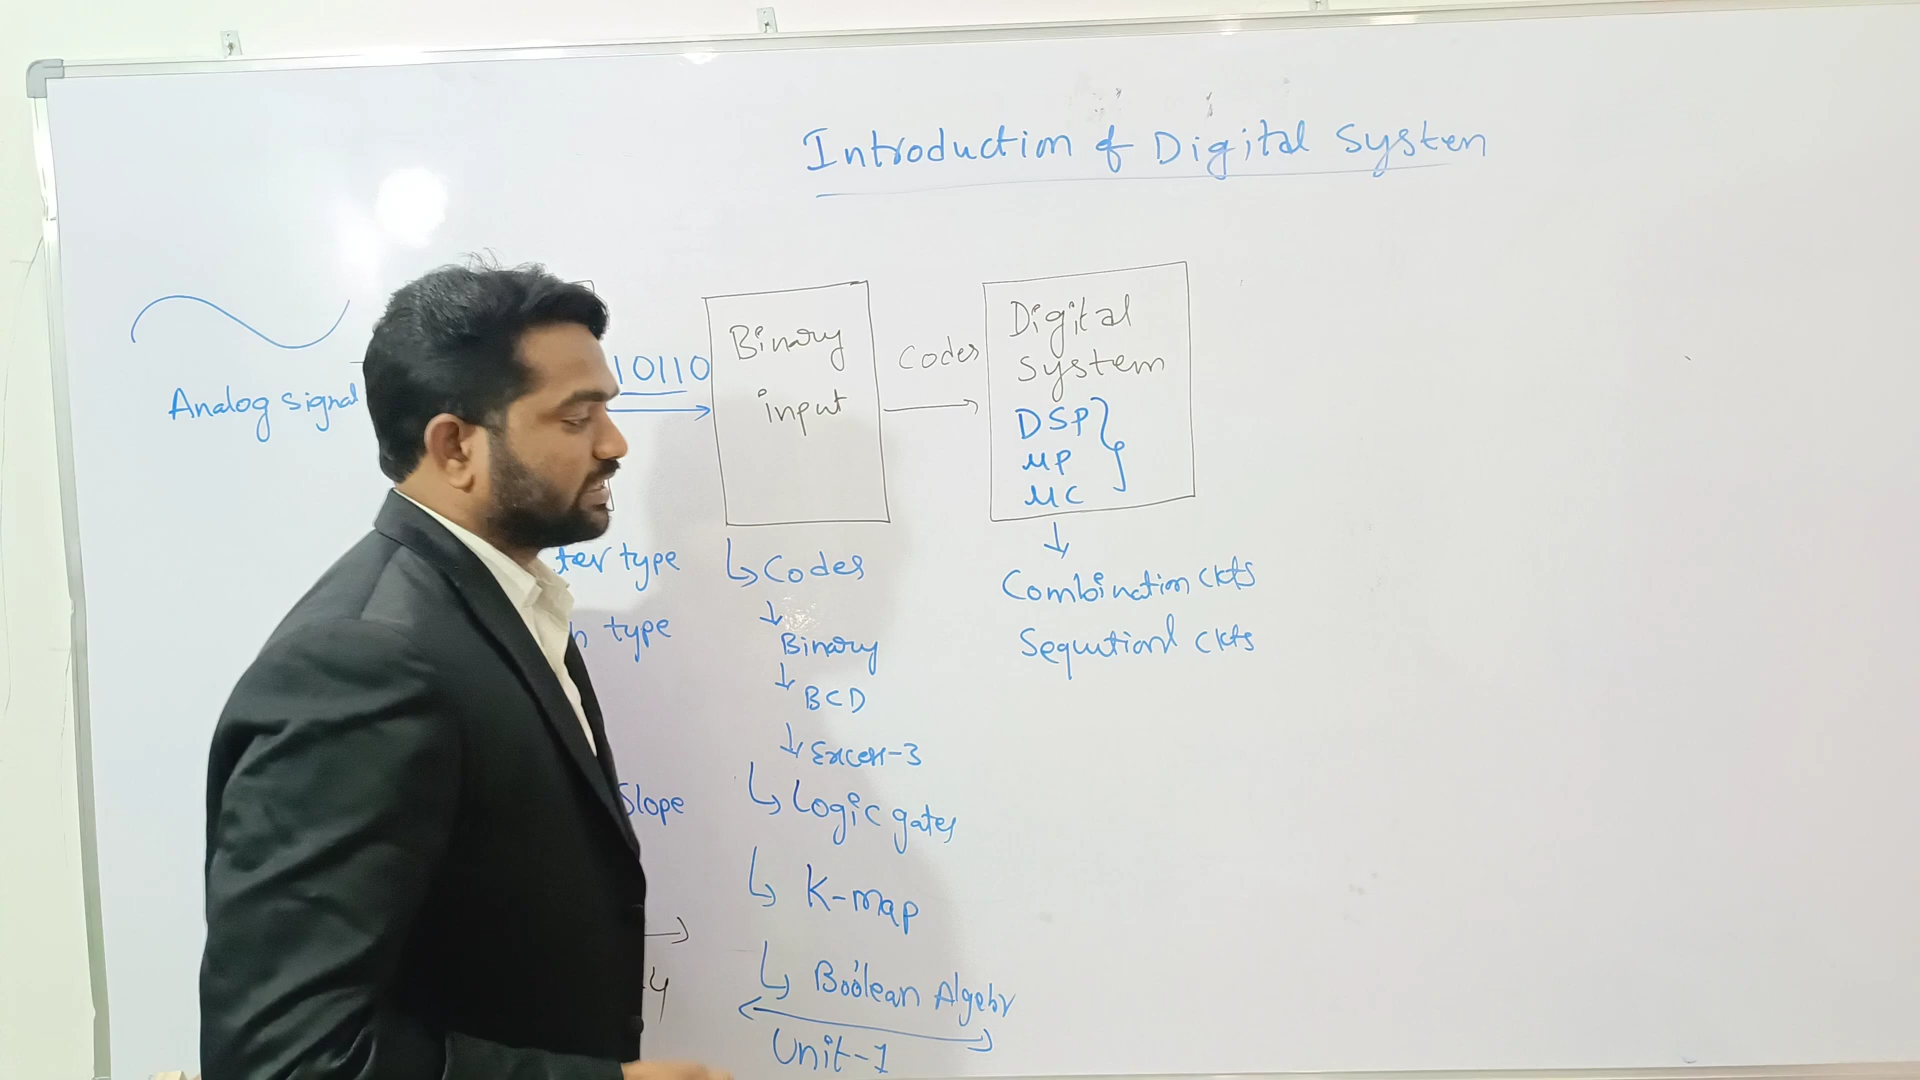 Introduction of Digital System
Analog signal
10110
Binary
input
Codes
Digital
System
DSP
μP
μC
Combination Ckts
Sequtional Ckts
ter type
h type
Slope
Codes
Binary
BCD
Excess-3
Logic gates
K-map
Boolean Algebr
Unit-1